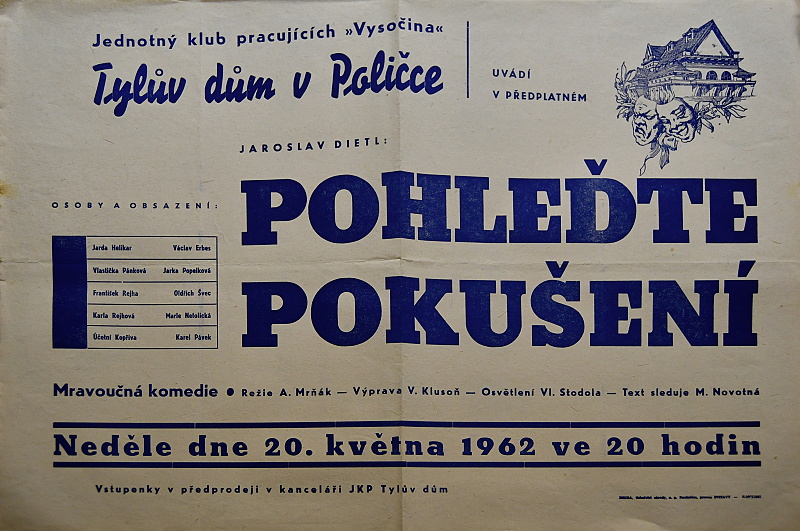 Jednotný klub pracujících »Vysočina«
Tylův dům v Poličce
UVÁDÍ
V PŘEDPLATNÉM
JAROSLAV DIETL:
POHLEĎTE
POKUŠENÍ
OSOBY A OBSAZENÍ:
Jarda Helikar Václav Erbes
Vlastička Pánková Jarka Popelková
František Rejha Oldřich Švec
Karla Rejhová Marie Netolická
Účetní Kopřiva Karel Pávek
Mravoučná komedie ● Režie A. Mrňák — Výprava V. Klusoň — Osvětlení Vl. Stodola — Text sleduje M. Novotná
Neděle dne 20. května 1962 ve 20 hodin
Vstupenky v předprodeji v kanceláři JKP Tylův dům